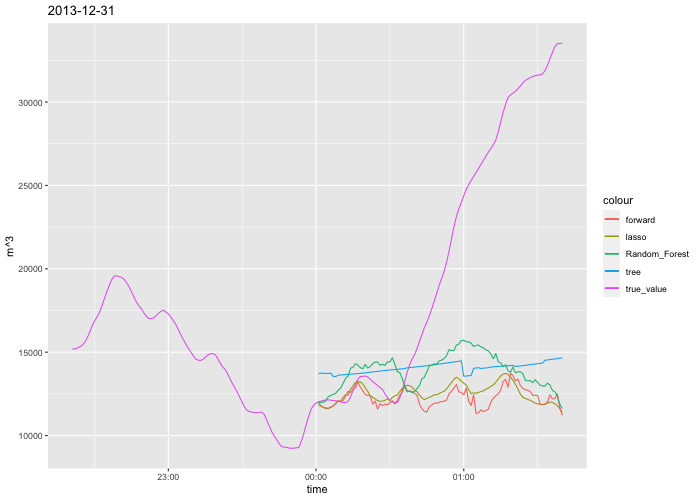 2013-12-31
m^3
30000
25000
20000
15000
10000
23:00
00:00
01:00
time
colour
forward
lasso
Random_Forest
tree
true_value